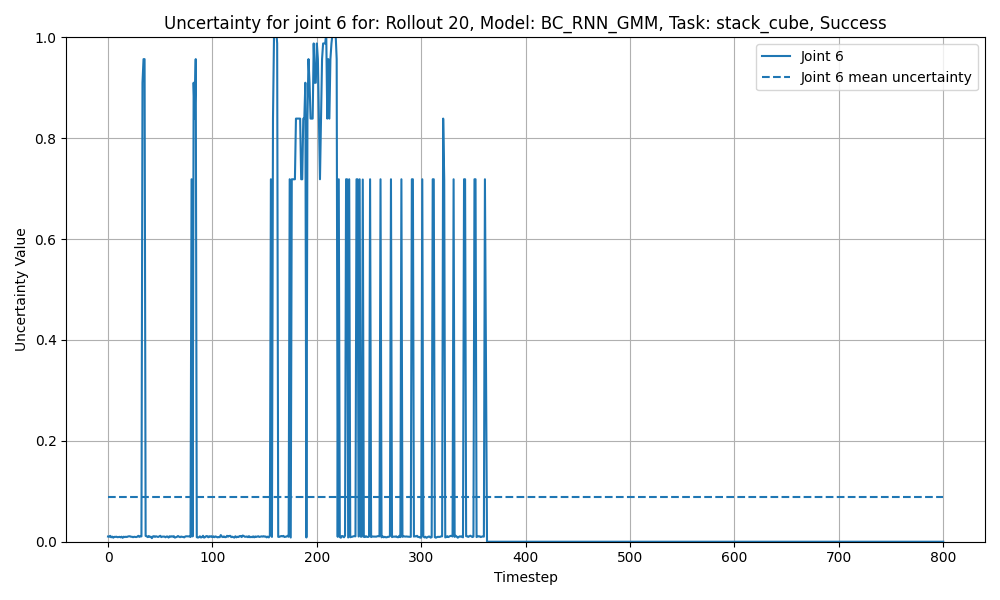 Uncertainty for joint 6 for: Rollout 20, Model: BC_RNN_GMM, Task: stack_cube, Success
Joint 6
Joint 6 mean uncertainty
Uncertainty Value
1.0
0.8
0.6
0.4
0.2
0.0
0 100 200 300 400 500 600 700 800
Timestep